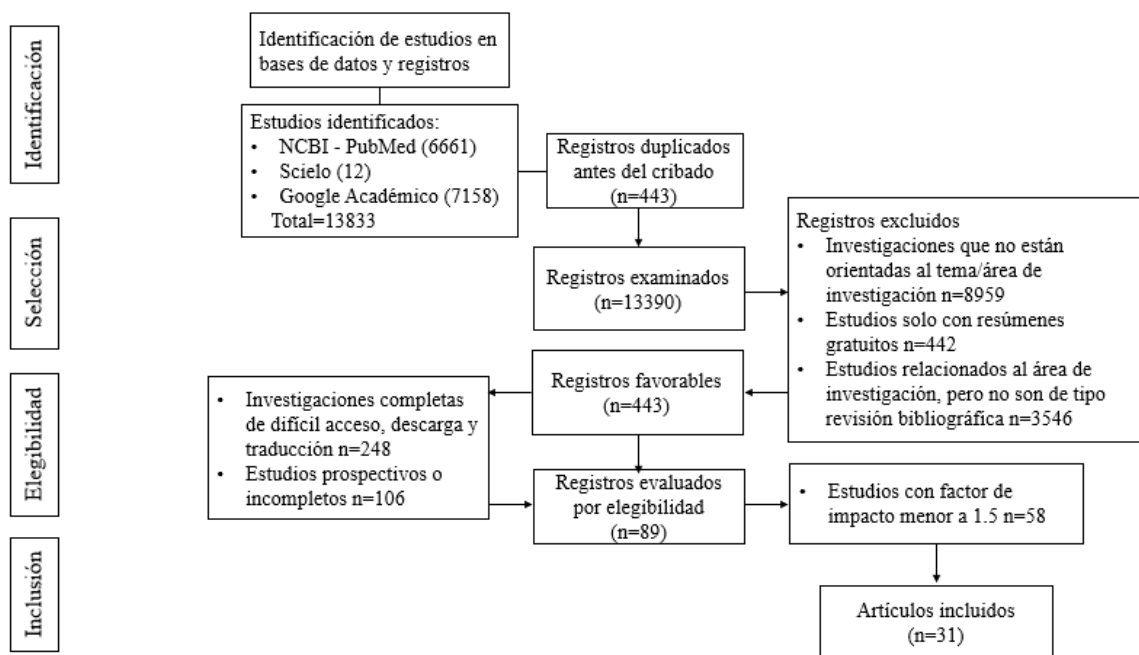 Identificación
Identificación de estudios en
bases de datos y registros
Estudios identificados:
• NCBI - PubMed (6661)
• Scielo (12)
• Google Académico (7158)
Total=13833
Registros duplicados
antes del cribado
(n=443)
Selección
Registros examinados
(n=13390)
Registros excluidos
• Investigaciones que no están
orientadas al tema/área de
investigación n=8959
• Estudios solo con resúmenes
gratuitos n=442
• Estudios relacionados al área de
investigación, pero no son de tipo
revisión bibliográfica n=3546
Elegibilidad
Registros favorables
(n=443)
• Investigaciones completas
de difícil acceso, descarga y
traducción n=248
• Estudios prospectivos o
incompletos n=106
Registros evaluados
por elegibilidad
(n=89)
• Estudios con factor de
impacto menor a 1.5 n=58
Inclusión
Artículos incluidos
(n=31)